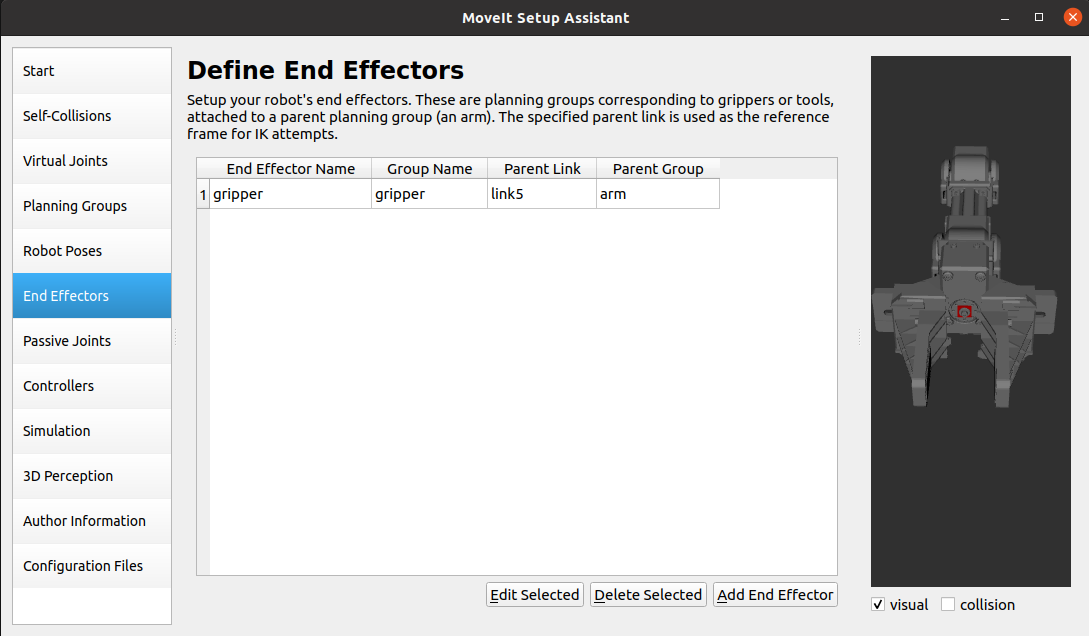 MoveIt Setup Assistant
Start
Self-Collisions
Virtual Joints
Planning Groups
Robot Poses
End Effectors
Passive Joints
Controllers
Simulation
3D Perception
Author Information
Configuration Files
Define End Effectors
Setup your robot's end effectors. These are planning groups corresponding to grippers or tools,
attached to a parent planning group (an arm). The specified parent link is used as the reference
frame for IK attempts.
End Effector Name Group Name Parent Link Parent Group
1 gripper gripper link5 arm
Edit Selected Delete Selected Add End Effector
visual collision